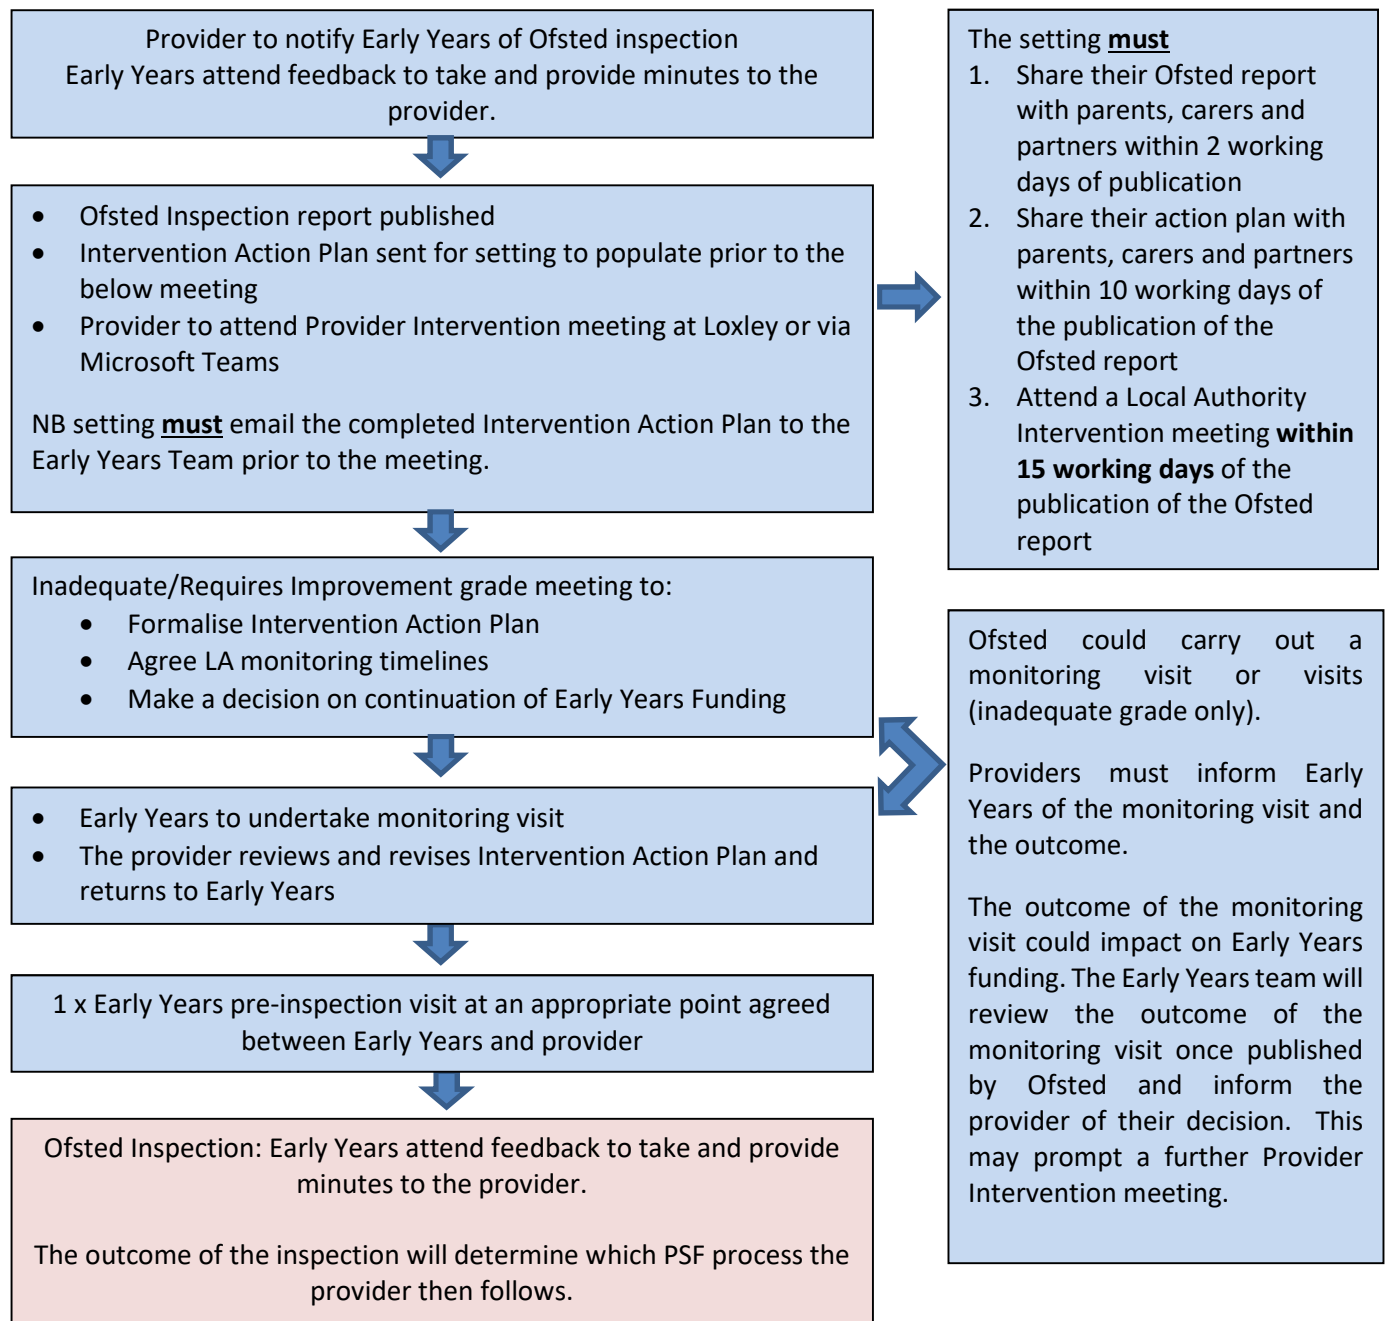 Provider to notify Early Years of Ofsted inspection
Early Years attend feedback to take and provide minutes to the
provider.
• Ofsted Inspection report published
• Intervention Action Plan sent for setting to populate prior to the
below meeting
• Provider to attend Provider Intervention meeting at Loxley or via
Microsoft Teams
NB setting must email the completed Intervention Action Plan to the
Early Years Team prior to the meeting.
The setting must
1. Share their Ofsted report
with parents, carers and
partners within 2 working
days of publication
2. Share their action plan with
parents, carers and partners
within 10 working days of
the publication of the
Ofsted report
3. Attend a Local Authority
Intervention meeting within
15 working days of the
publication of the Ofsted
report
Inadequate/Requires Improvement grade meeting to:
• Formalise Intervention Action Plan
• Agree LA monitoring timelines
• Make a decision on continuation of Early Years Funding
• Early Years to undertake monitoring visit
• The provider reviews and revises Intervention Action Plan and
returns to Early Years
Ofsted could carry out a
monitoring visit or visits
(inadequate grade only).
Providers must inform Early
Years of the monitoring visit and
the outcome.
The outcome of the monitoring
visit could impact on Early Years
funding. The Early Years team will
review the outcome of the
monitoring visit once published
by Ofsted and inform the
provider of their decision. This
may prompt a further Provider
Intervention meeting.
1 x Early Years pre-inspection visit at an appropriate point agreed
between Early Years and provider
Ofsted Inspection: Early Years attend feedback to take and provide
minutes to the provider.
The outcome of the inspection will determine which PSF process the
provider then follows.